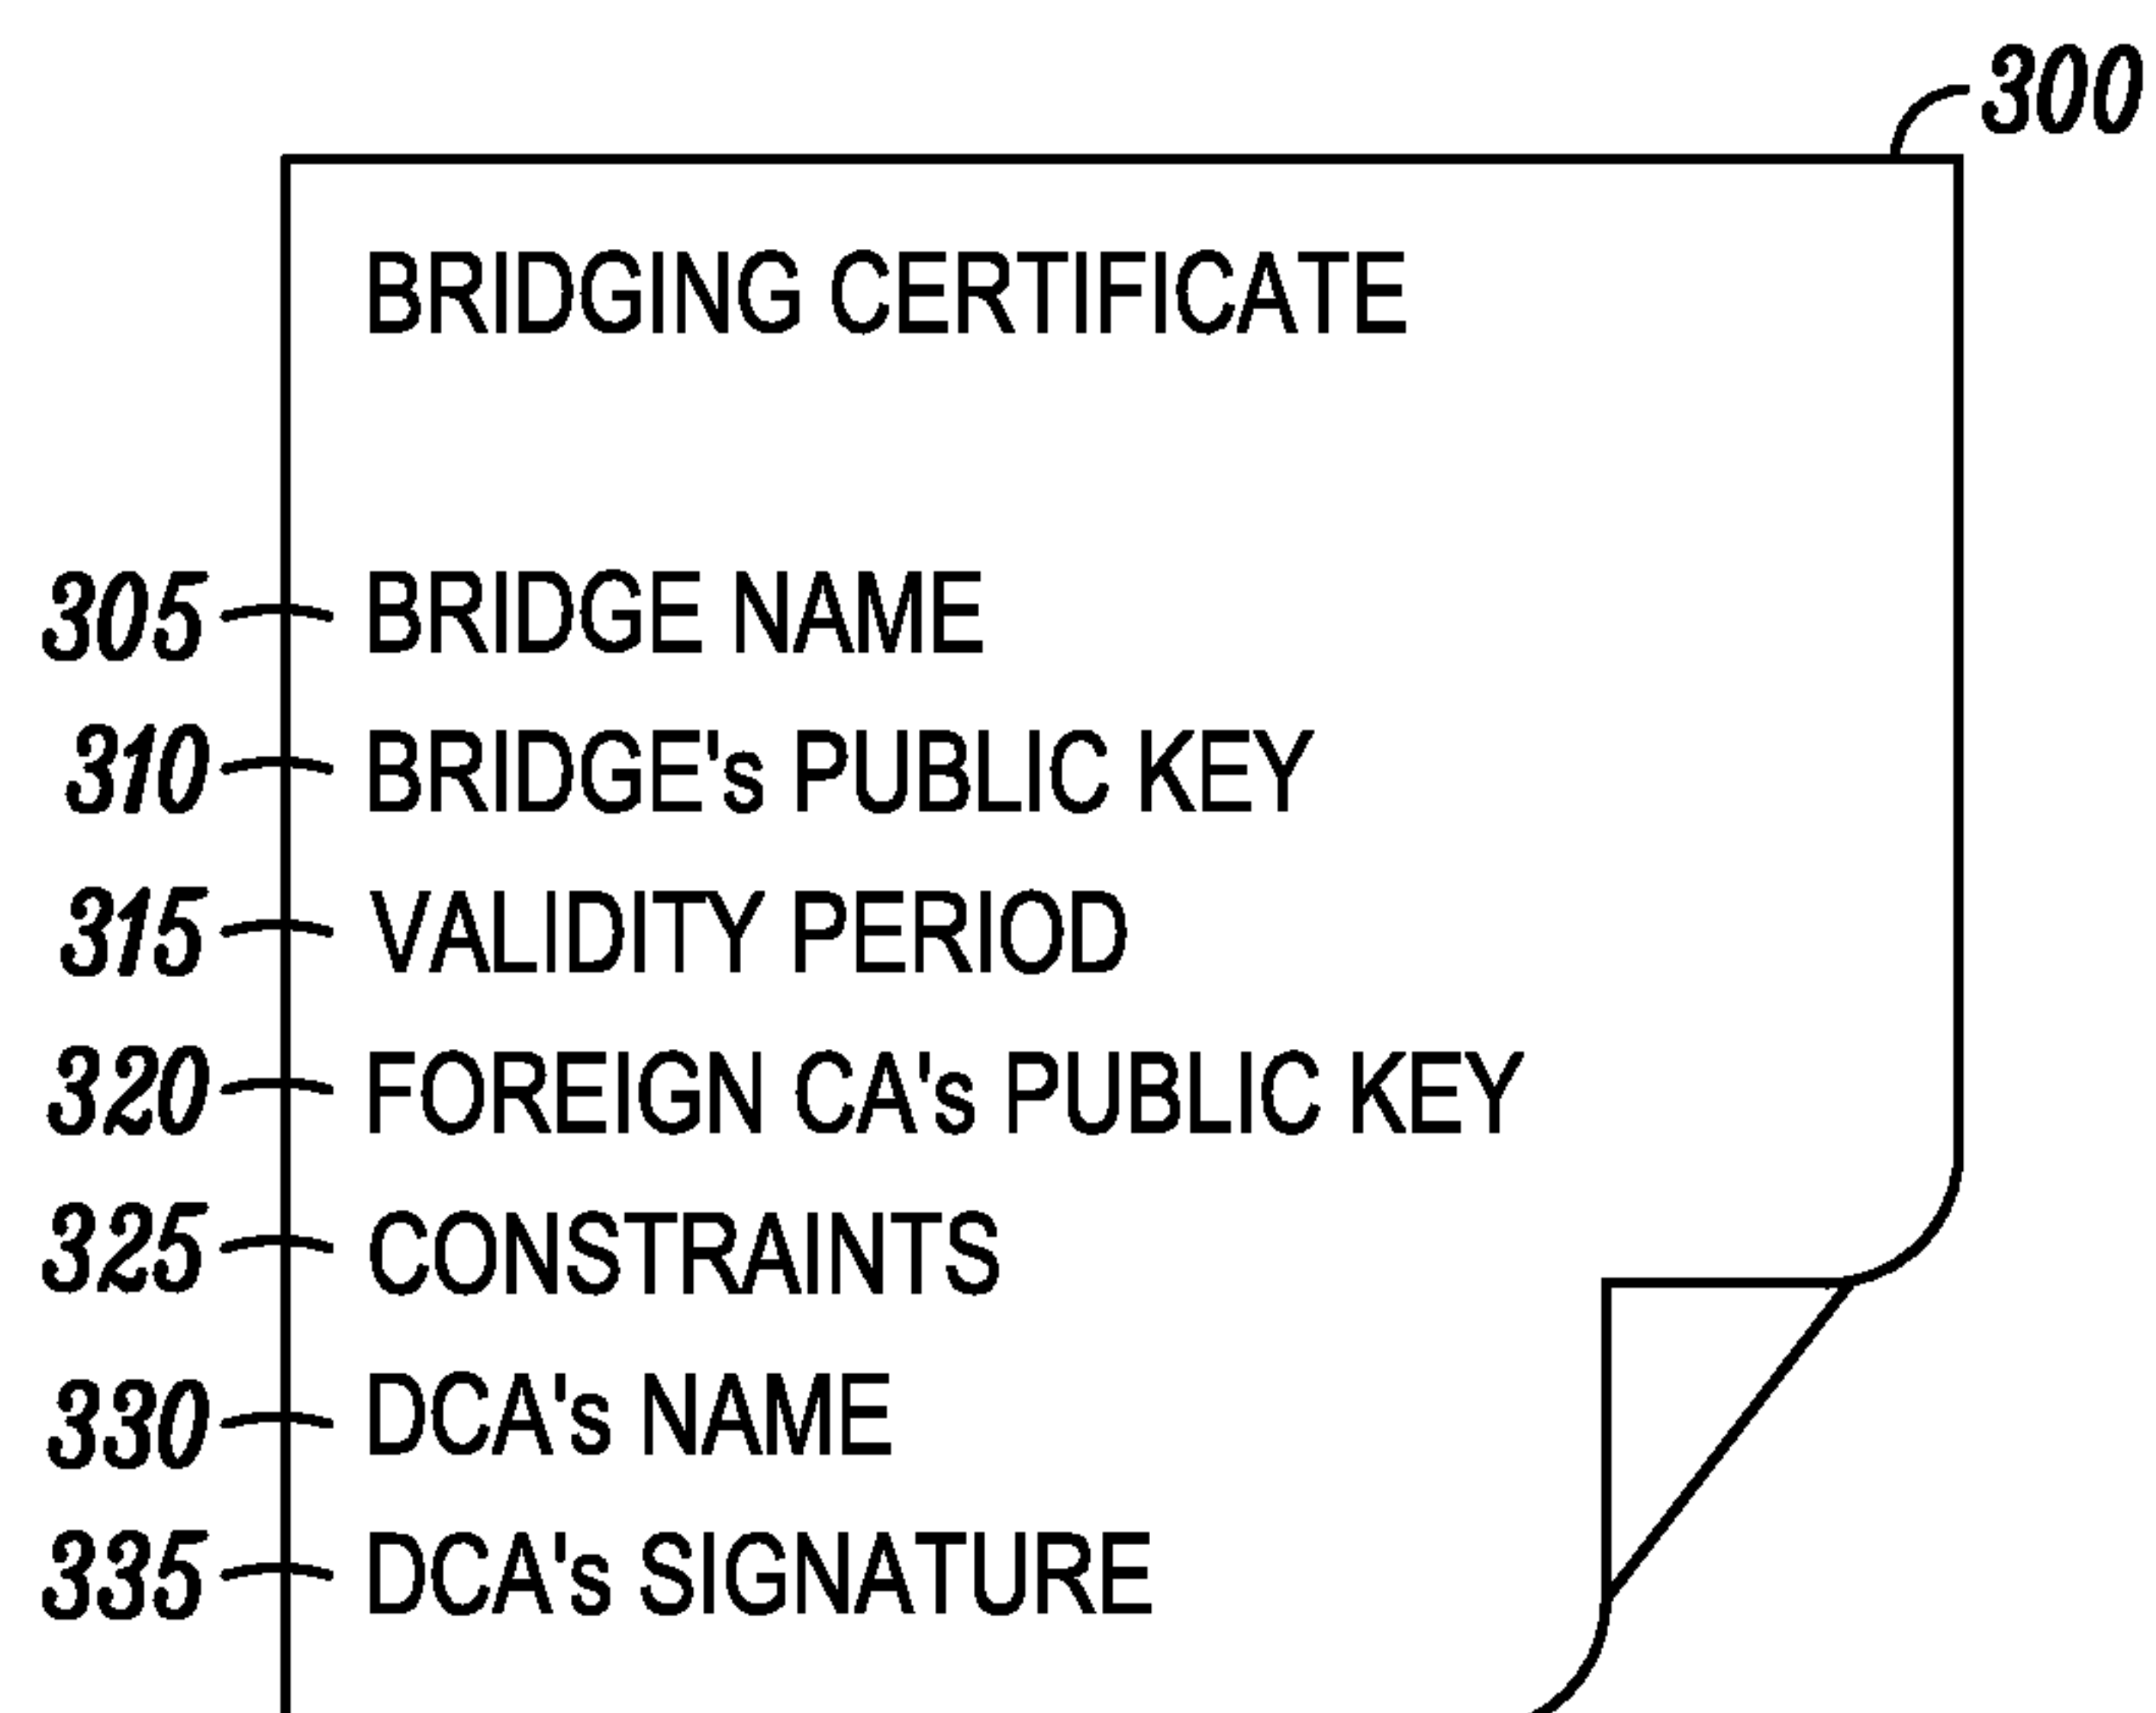 300
BRIDGING CERTIFICATE
305 BRIDGE NAME
310 BRIDGE's PUBLIC KEY
315 VALIDITY PERIOD
320 FOREIGN CA's PUBLIC KEY
325 CONSTRAINTS
330 DCA's NAME
335 DCA's SIGNATURE